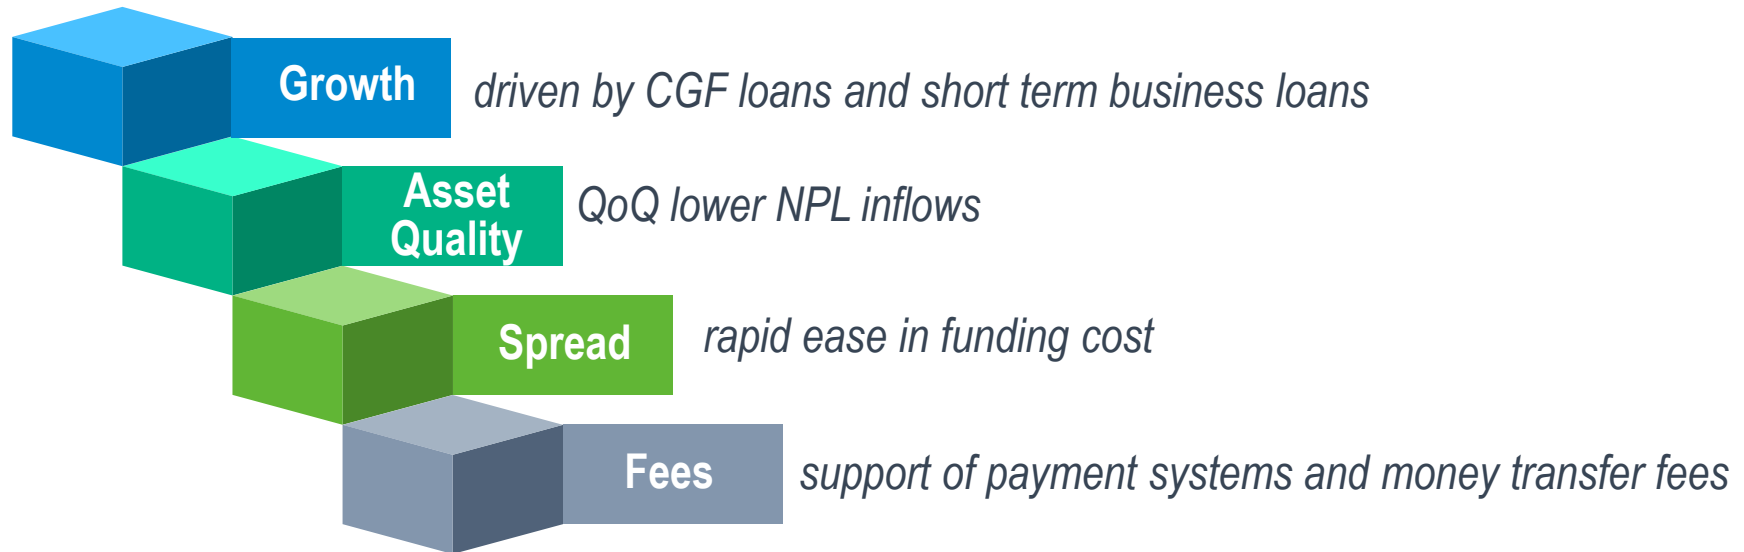 Growth
driven by CGF loans and short term business loans
Asset
Quality
QoQ lower NPL inflows
Spread
rapid ease in funding cost
Fees
support of payment systems and money transfer fees